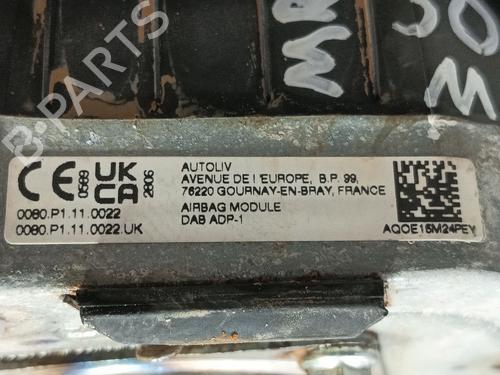 B-PARTS
CE 0589
UKCA 2806
0080.P1.11.0022
0080.P1.11.0022.UK
AUTOLIV
AVENUE DE l 'EUROPE, B.P. 99,
76220 GOURNAY-EN-BRAY, FRANCE
AIRBAG MODULE
DAB ADP-1
AQOE15M24PEY